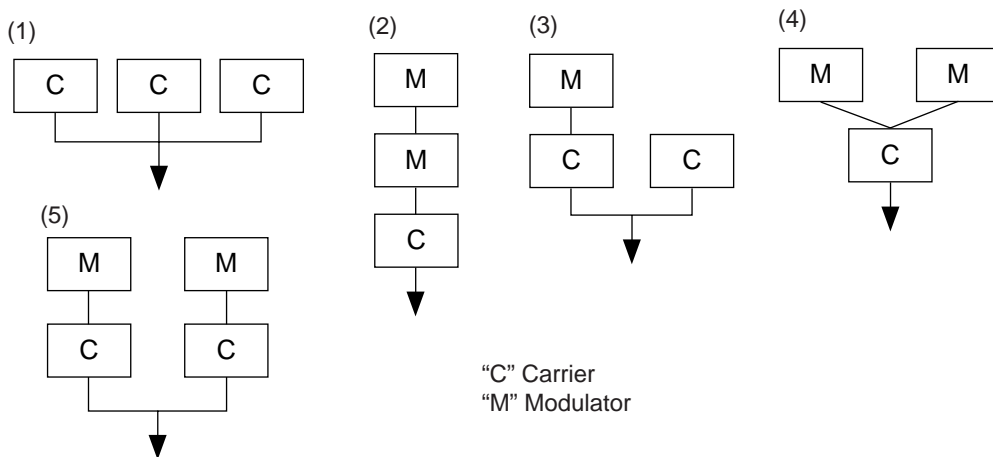 (1)
C C C
(2)
M
M
C
(3)
M
C C
(4)
M M
C
(5)
M M
C C
“C” Carrier
“M” Modulator